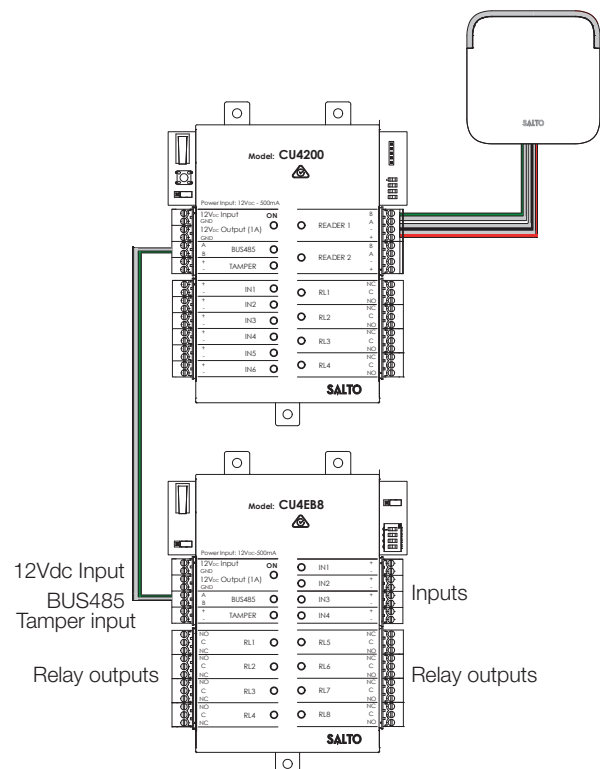 SALTO
Model: CU4200
Power Input: 12VDC - 500mA
12VDC Input ON
GND
12VDC Output (1A)
GND
A
B
BUS485
+
-
TAMPER
+
-
IN1
+
-
IN2
+
-
IN3
+
-
IN4
+
-
IN5
+
-
IN6
READER 1
B
A
-
+
READER 2
B
A
-
+
RL1
NC
C
NO
RL2
NC
C
NO
RL3
NC
C
NO
RL4
NC
C
NO
SALTO
Model: CU4EB8
Power Input: 12VDC-500mA
12VDC Input ON
GND
12VDC Output (1A)
GND
A
B
BUS485
+
-
TAMPER
NO
C
NC
RL1
NO
C
NC
RL2
NO
C
NC
RL3
NO
C
NC
RL4
IN1
+
-
IN2
+
-
IN3
+
-
IN4
+
-
RL5
NC
C
NO
RL6
NC
C
NO
RL7
NC
C
NO
RL8
NC
C
NO
SALTO
12Vdc Input
BUS485
Tamper input
Relay outputs
Inputs
Relay outputs